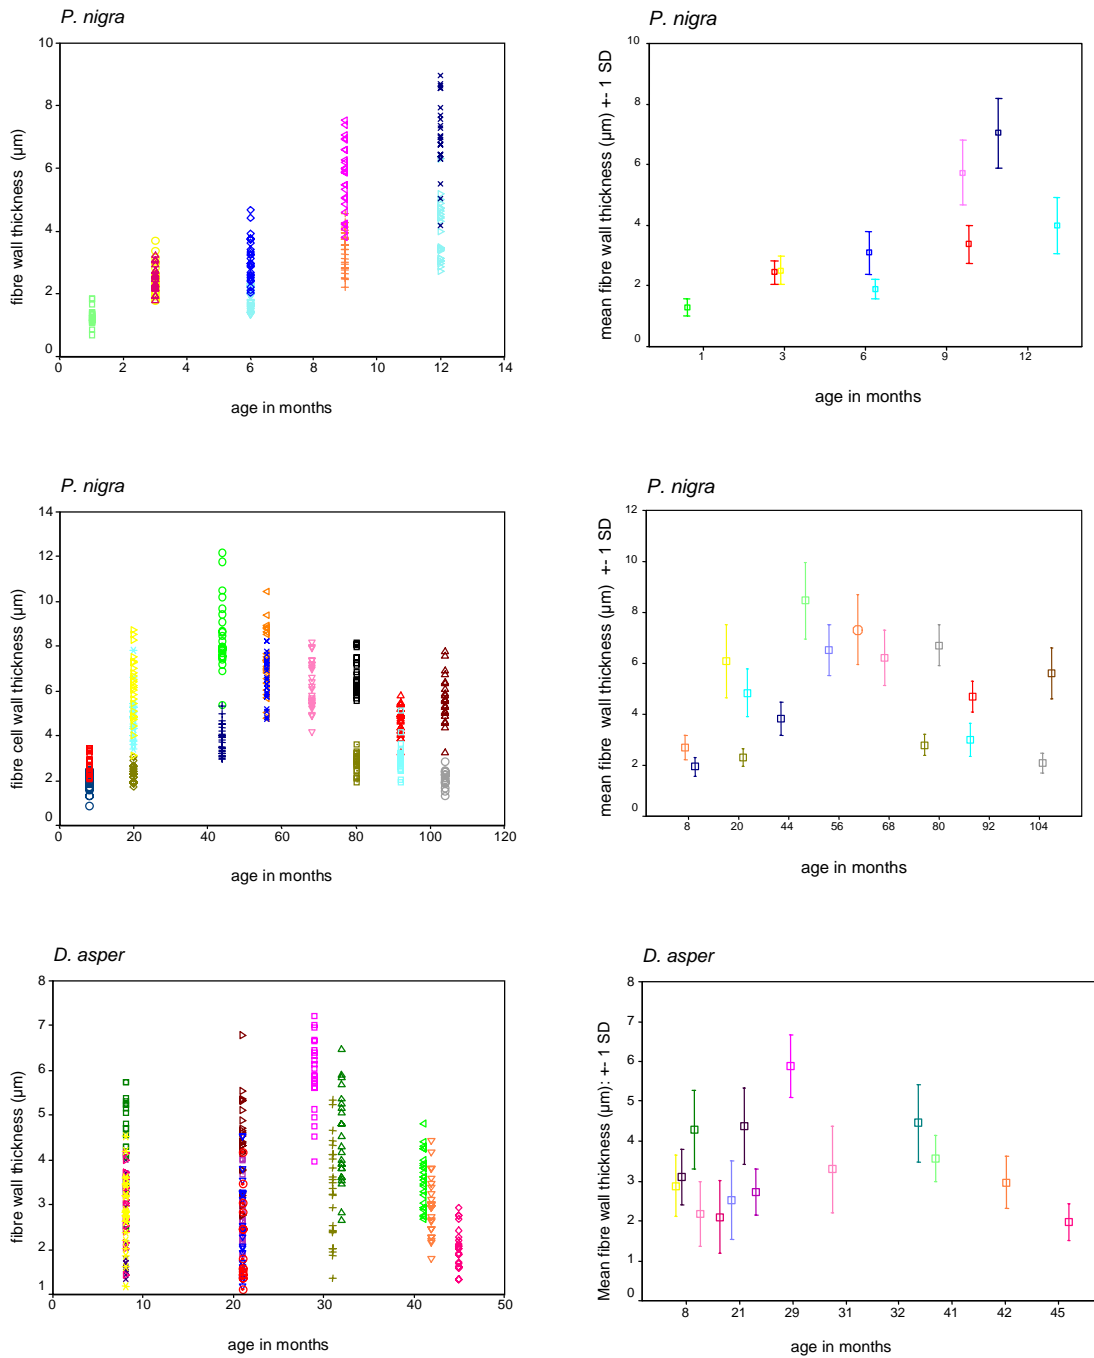 P. nigra
fibre wall thickness (µm)
10
8
6
4
2
0
0 2 4 6 8 10 12 14
age in months
P. nigra
mean fibre wall thickness (µm) +- 1 SD
10
8
6
4
2
0
1 3 6 9 12
age in months
P. nigra
fibre cell wall thickness (µm)
14
12
10
8
6
4
2
0
0 20 40 60 80 100 120
age in months
P. nigra
mean fibre wall thickness (µm) +- 1 SD
12
10
8
6
4
2
0
8 20 44 56 68 80 92 104
age in months
D. asper
fibre wall thickness (µm)
8
7
6
5
4
3
2
1
0 10 20 30 40 50
age in months
D. asper
Mean fibre wall thickness (µm): +- 1 SD
8
7
6
5
4
3
2
1
0
8 21 29 31 32 41 42 45
age in months